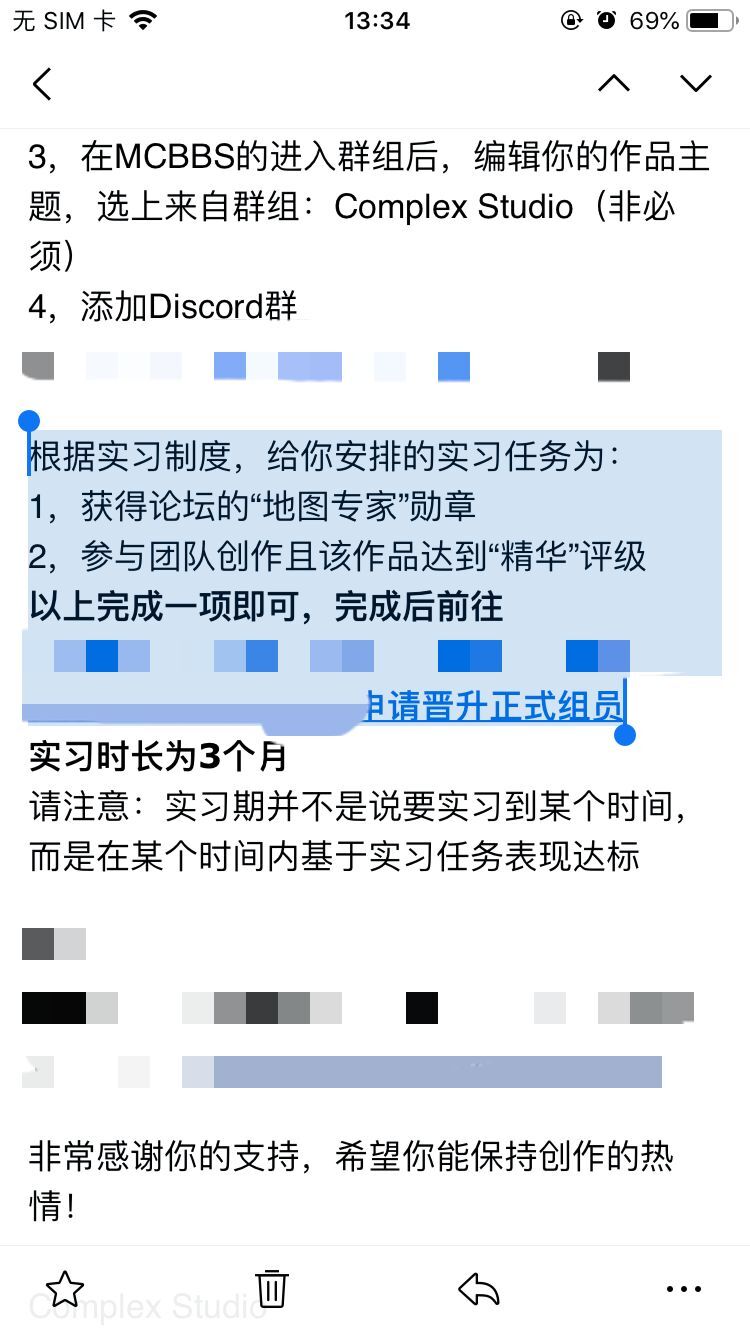 无 SIM 卡
13:34
69%
3，在MCBBS的进入群组后，编辑你的作品主
题，选上来自群组：Complex Studio（非必
须）
4，添加Discord群
根据实习制度，给你安排的实习任务为：
1，获得论坛的“地图专家”勋章
2，参与团队创作且该作品达到“精华”评级
以上完成一项即可，完成后前往
申请晋升正式组员
实习时长为3个月
请注意：实习期并不是说要实习到某个时间，
而是在某个时间内基于实习任务表现达标
非常感谢你的支持，希望你能保持创作的热
情！
Complex Studio